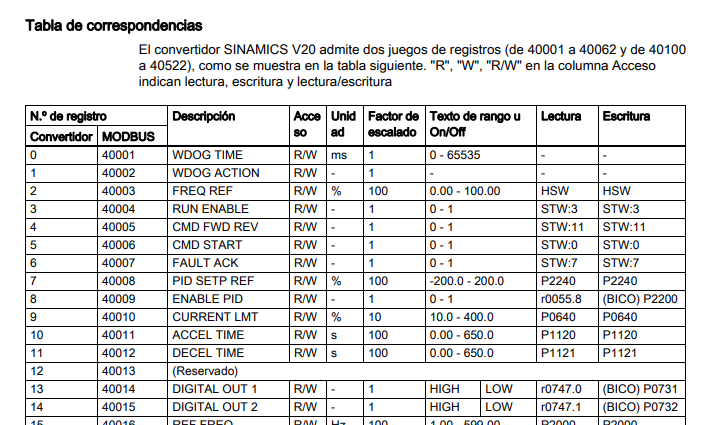 Tabla de correspondencias
El convertidor SINAMICS V20 admite dos juegos de registros (de 40001 a 40062 y de 40100
a 40522), como se muestra en la tabla siguiente. "R", "W", "R/W" en la columna Acceso
indican lectura, escritura y lectura/escritura
N.º de registro Descripción Acce Unid Factor de Texto de rango u Lectura Escritura
so ad escalado On/Off
Convertidor MODBUS
0 40001 WDOG TIME R/W ms 1 0 - 65535 - -
1 40002 WDOG ACTION R/W - 1 - - -
2 40003 FREQ REF R/W % 100 0.00 - 100.00 HSW HSW
3 40004 RUN ENABLE R/W - 1 0 - 1 STW:3 STW:3
4 40005 CMD FWD REV R/W - 1 0 - 1 STW:11 STW:11
5 40006 CMD START R/W - 1 0 - 1 STW:0 STW:0
6 40007 FAULT ACK R/W - 1 0 - 1 STW:7 STW:7
7 40008 PID SETP REF R/W % 100 -200.0 - 200.0 P2240 P2240
8 40009 ENABLE PID R/W - 1 0 - 1 r0055.8 (BICO) P2200
9 40010 CURRENT LMT R/W % 10 10.0 - 400.0 P0640 P0640
10 40011 ACCEL TIME R/W s 100 0.00 - 650.0 P1120 P1120
11 40012 DECEL TIME R/W s 100 0.00 - 650.0 P1121 P1121
12 40013 (Reservado)
13 40014 DIGITAL OUT 1 R/W - 1 HIGH LOW r0747.0 (BICO) P0731
14 40015 DIGITAL OUT 2 R/W - 1 HIGH LOW r0747.1 (BICO) P0732
15 40016 REF FREQ R/W Hz 100 1.00 - 599.00 P2000 P2000